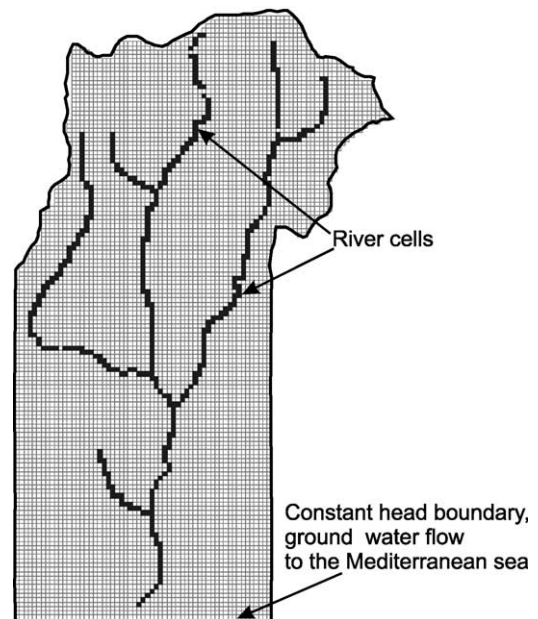 River cells
Constant head boundary,
ground water flow
to the Mediterranean sea